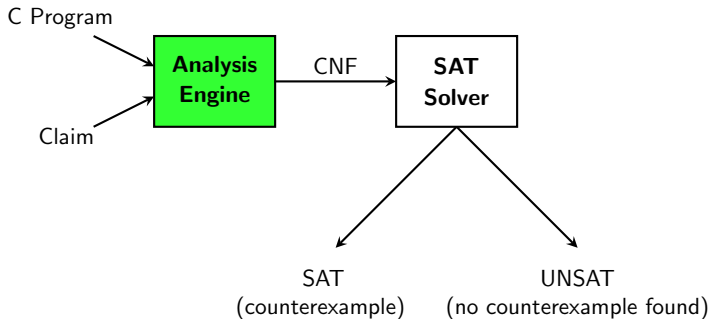 C Program
Claim
Analysis
Engine
CNF
SAT
Solver
SAT
(counterexample)
UNSAT
(no counterexample found)